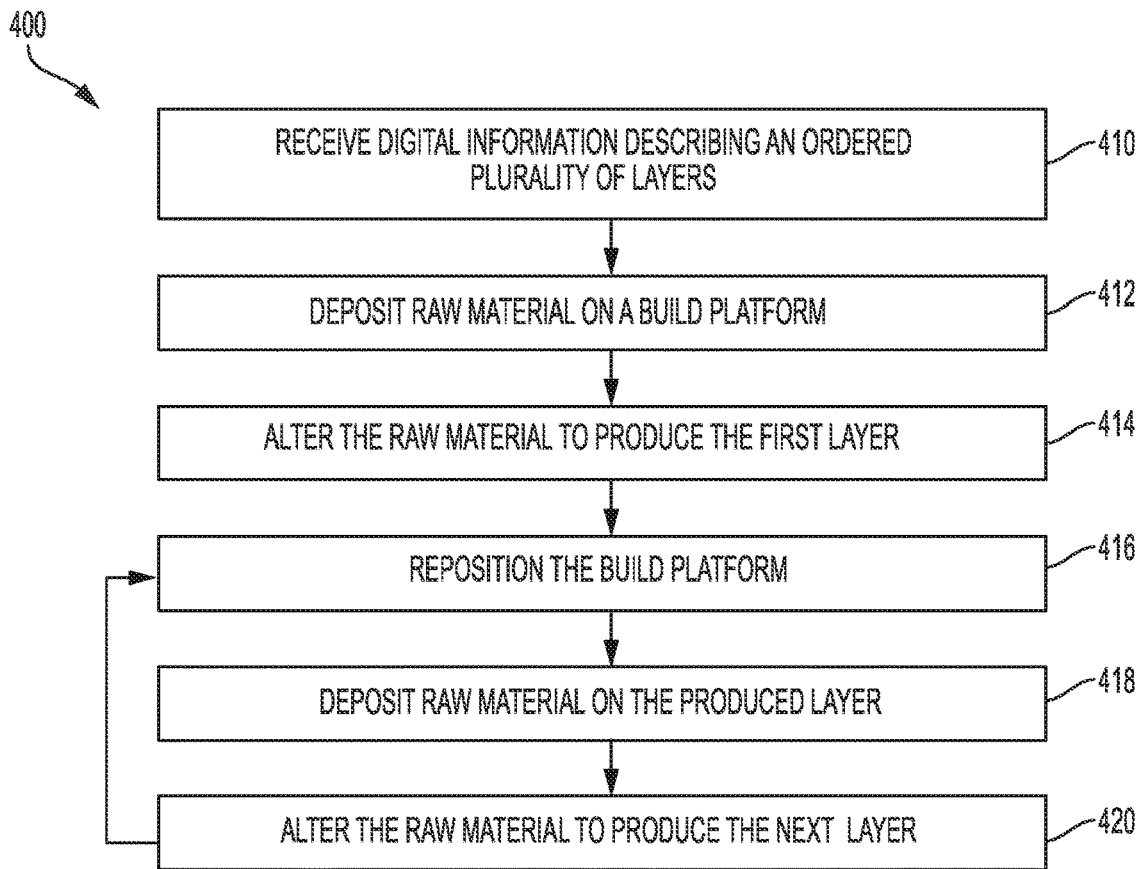 400
RECEIVE DIGITAL INFORMATION DESCRIBING AN ORDERED
PLURALITY OF LAYERS
410
DEPOSIT RAW MATERIAL ON A BUILD PLATFORM
412
ALTER THE RAW MATERIAL TO PRODUCE THE FIRST LAYER
414
REPOSITION THE BUILD PLATFORM
416
DEPOSIT RAW MATERIAL ON THE PRODUCED LAYER
418
ALTER THE RAW MATERIAL TO PRODUCE THE NEXT LAYER
420